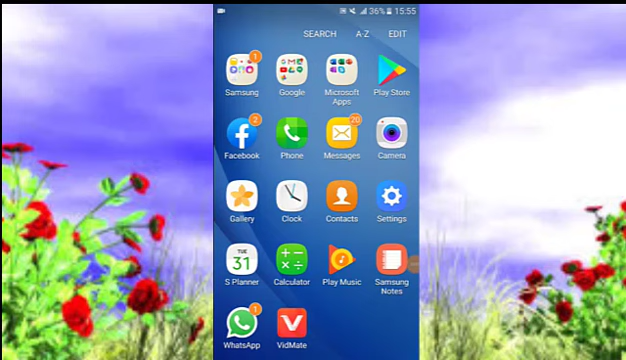 36% 15:55
SEARCH A-Z EDIT
1
Samsung Google Microsoft Apps Play Store
2 20
Facebook Phone Messages Camera
Gallery Clock Contacts Settings
TUE
31
S Planner Calculator Play Music Samsung Notes
1
WhatsApp VidMate